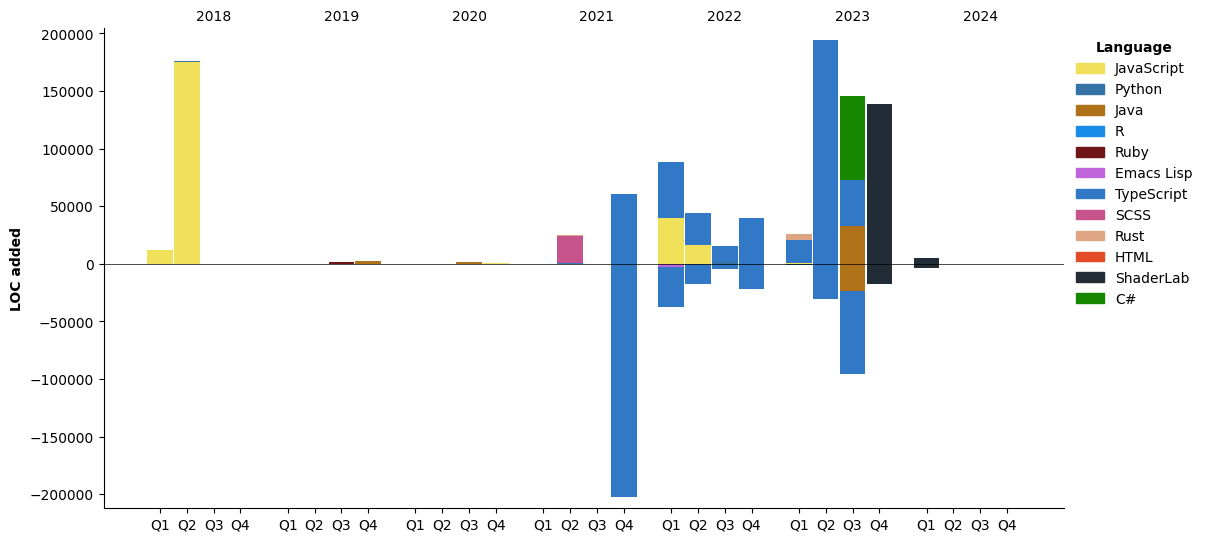 2018 2019 2020 2021 2022 2023 2024
200000
150000
100000
50000
0
−50000
−100000
−150000
−200000
LOC added
Q1 Q2 Q3 Q4 Q1 Q2 Q3 Q4 Q1 Q2 Q3 Q4 Q1 Q2 Q3 Q4 Q1 Q2 Q3 Q4 Q1 Q2 Q3 Q4 Q1 Q2 Q3 Q4
Language
JavaScript
Python
Java
R
Ruby
Emacs Lisp
TypeScript
SCSS
Rust
HTML
ShaderLab
C#